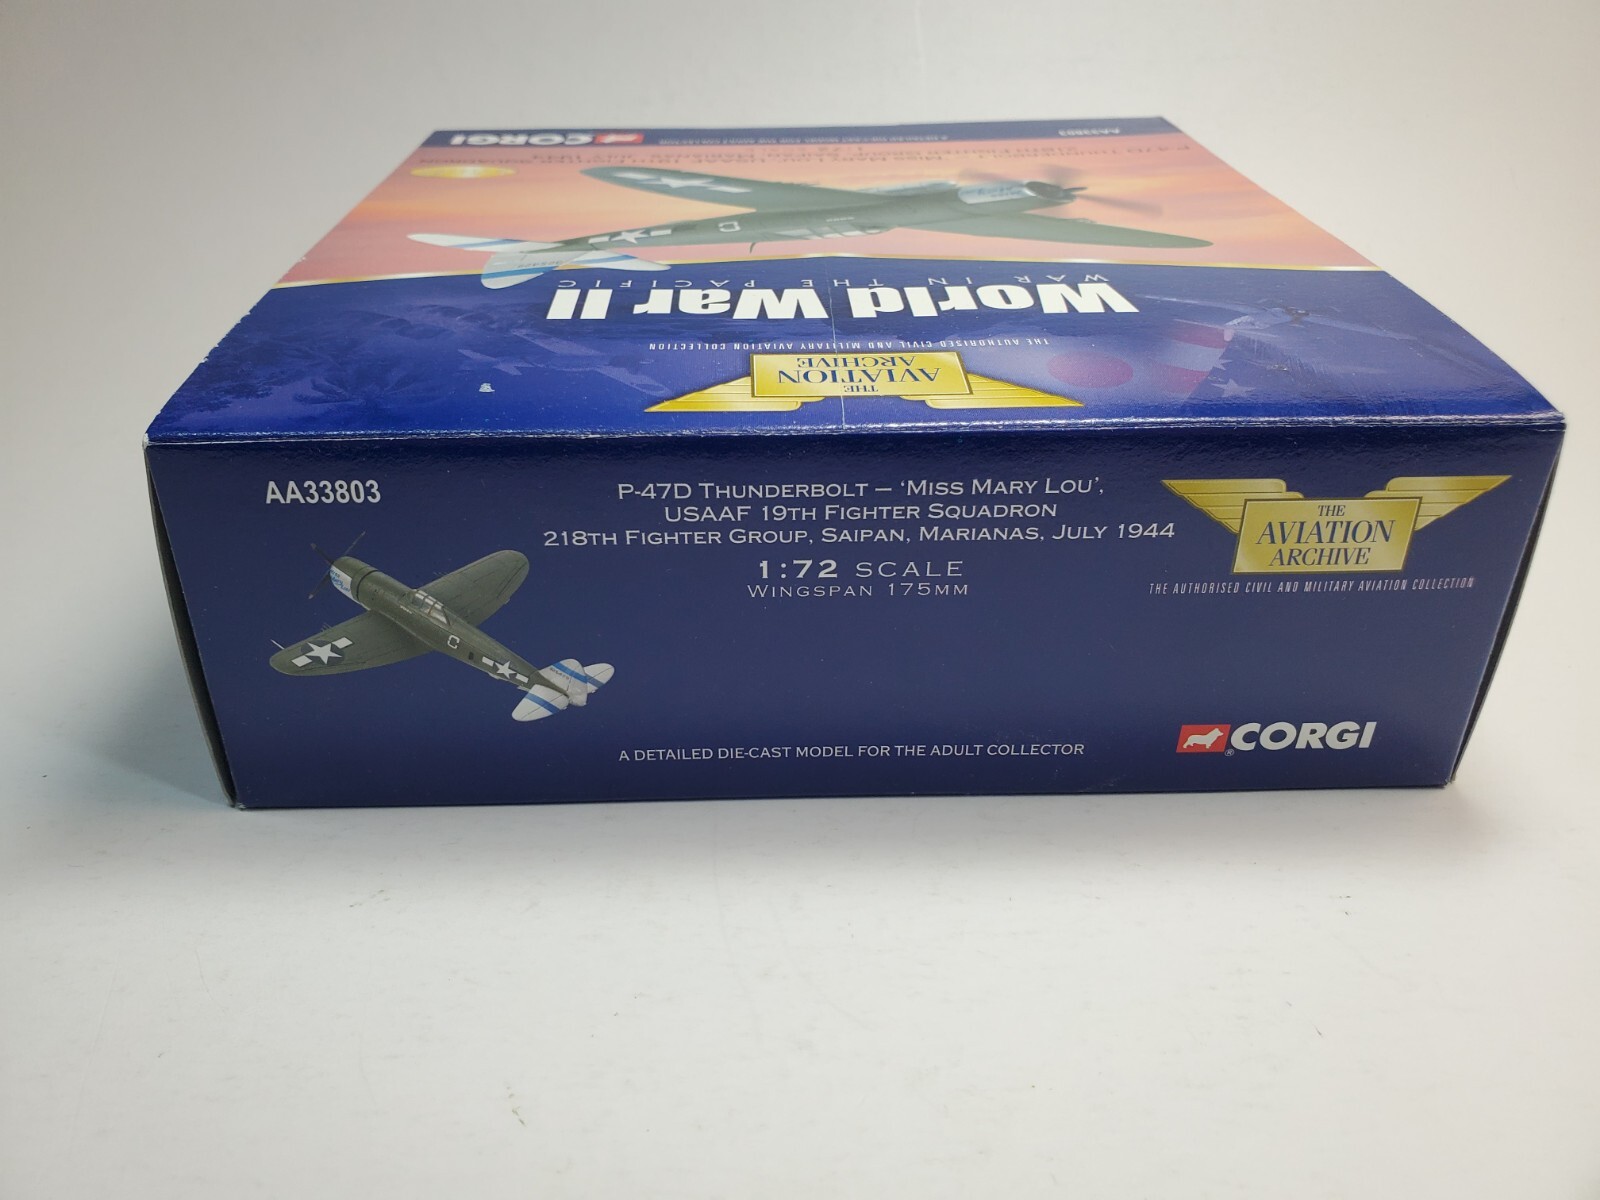 CORGI
AA33803
World War II
WAR IN THE PACIFIC
THE AUTHORISED CIVIL AND MILITARY AVIATION COLLECTION
THE
AVIATION
ARCHIVE
AA33803
P-47D THUNDERBOLT – ‘MISS MARY LOU’,
USAAF 19TH FIGHTER SQUADRON
218TH FIGHTER GROUP, SAIPAN, MARIANAS, JULY 1944
1:72 SCALE
WINGSPAN 175MM
THE
AVIATION
ARCHIVE
THE AUTHORISED CIVIL AND MILITARY AVIATION COLLECTION
C
A DETAILED DIE-CAST MODEL FOR THE ADULT COLLECTOR
® CORGI